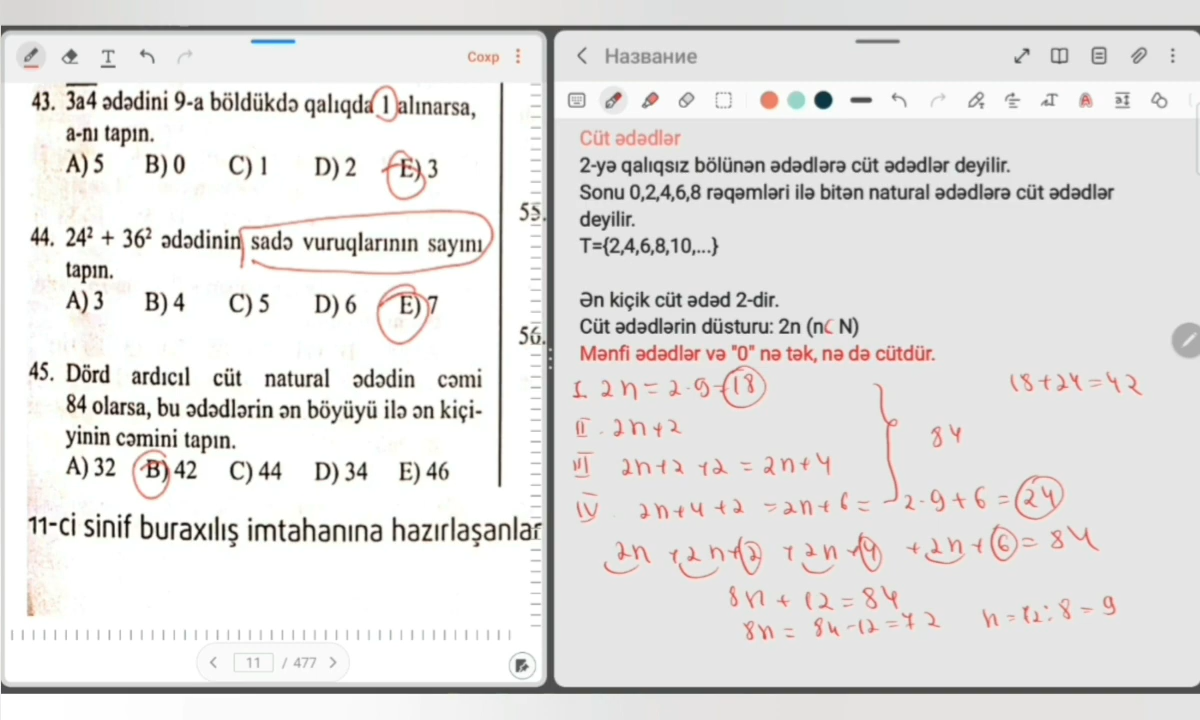 Сохр
43. 3a4 ədədini 9-a böldükdə qalıqda 1 alınarsa,
a-nı tapın.
A) 5 B) 0 C) 1 D) 2 E) 3
44. 24² + 36² ədədinin sadə vuruqlarının sayını
tapın.
A) 3 B) 4 C) 5 D) 6 E) 7
45. Dörd ardıcıl cüt natural ədədin cəmi
84 olarsa, bu ədədlərin ən böyüyü ilə ən kiçi-
yinin cəmini tapın.
A) 32 B) 42 C) 44 D) 34 E) 46
55.
56.
11-ci sinif buraxılış imtahanına hazırlaşanlar
11 / 477
Название
Cüt ədədlər
2-yə qalıqsız bölünən ədədlərə cüt ədədlər deyilir.
Sonu 0,2,4,6,8 rəqəmləri ilə bitən natural ədədlərə cüt ədədlər
deyilir.
T={2,4,6,8,10,...}
Ən kiçik cüt ədəd 2-dir.
Cüt ədədlərin düsturu: 2n (n⊂ N)
Mənfi ədədlər və "0" nə tək, nə də cütdür.
I. 2n = 2·9=18
18+24=42
II. 2n+2
84
III 2n+2+2 = 2n+4
IV 2n+4+2 = 2n+6 = 2·9+6 = 24
2n + 2n+2 + 2n+4 + 2n+6 = 84
8n + 12 = 84
8n = 84-12 = 72 n=72:8=9